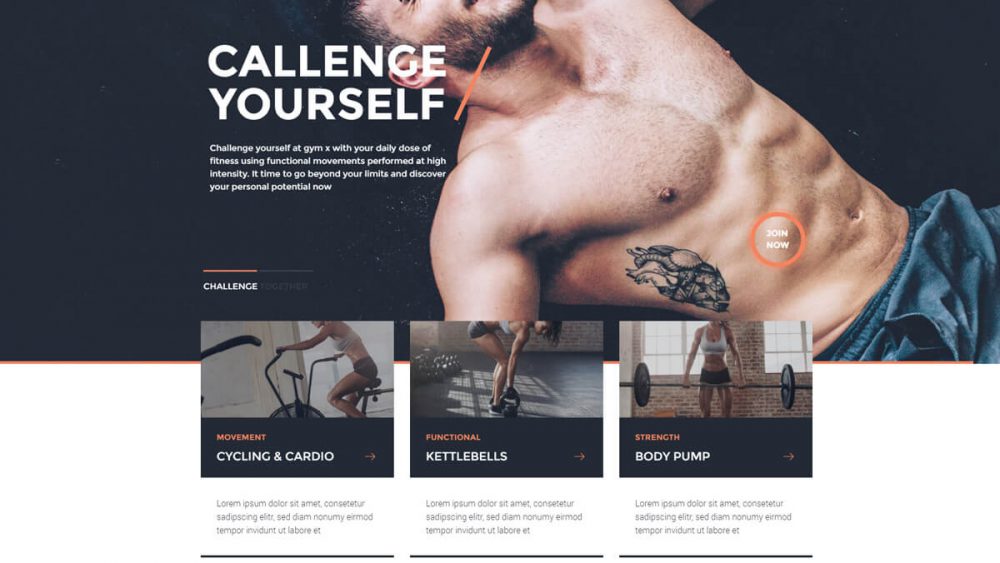 CALLENGE
YOURSELF
Challenge yourself at gym x with your daily dose of
fitness using functional movements performed at high
intensity. It time to go beyond your limits and discover
your personal potential now
JOIN
NOW
CHALLENGE TOGETHER
MOVEMENT
CYCLING & CARDIO
FUNCTIONAL
KETTLEBELLS
STRENGTH
BODY PUMP
Lorem ipsum dolor sit amet, consetetur
sadipscing elitr, sed diam nonumy eirmod
tempor invidunt ut labore et
Lorem ipsum dolor sit amet, consetetur
sadipscing elitr, sed diam nonumy eirmod
tempor invidunt ut labore et
Lorem ipsum dolor sit amet, consetetur
sadipscing elitr, sed diam nonumy eirmod
tempor invidunt ut labore et